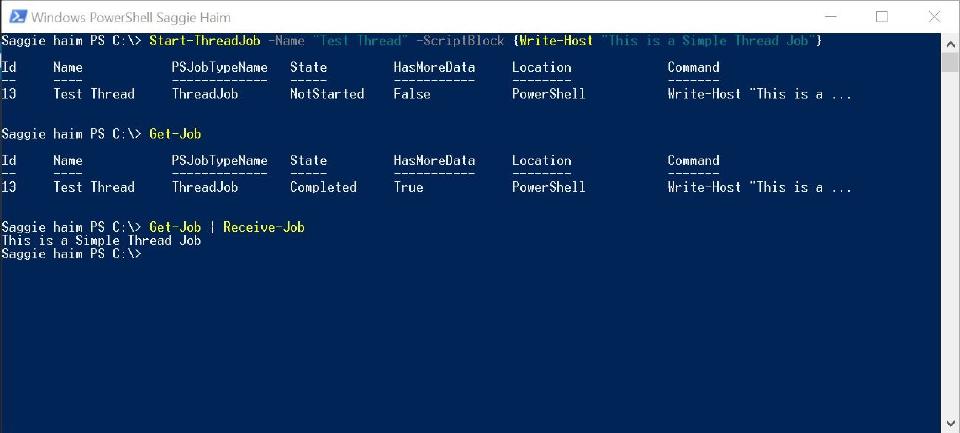 Windows PowerShell Saggie Haim
Saggie haim PS C:\> Start-ThreadJob -Name "Test Thread" -ScriptBlock {Write-Host "This is a Simple Thread Job"}
Id Name PSJobTypeName State HasMoreData Location Command
-- ---- ------------- ----- ----------- -------- -------
13 Test Thread ThreadJob NotStarted False PowerShell Write-Host "This is a ...
Saggie haim PS C:\> Get-Job
Id Name PSJobTypeName State HasMoreData Location Command
-- ---- ------------- ----- ----------- -------- -------
13 Test Thread ThreadJob Completed True PowerShell Write-Host "This is a ...
Saggie haim PS C:\> Get-Job | Receive-Job
This is a Simple Thread Job
Saggie haim PS C:\>